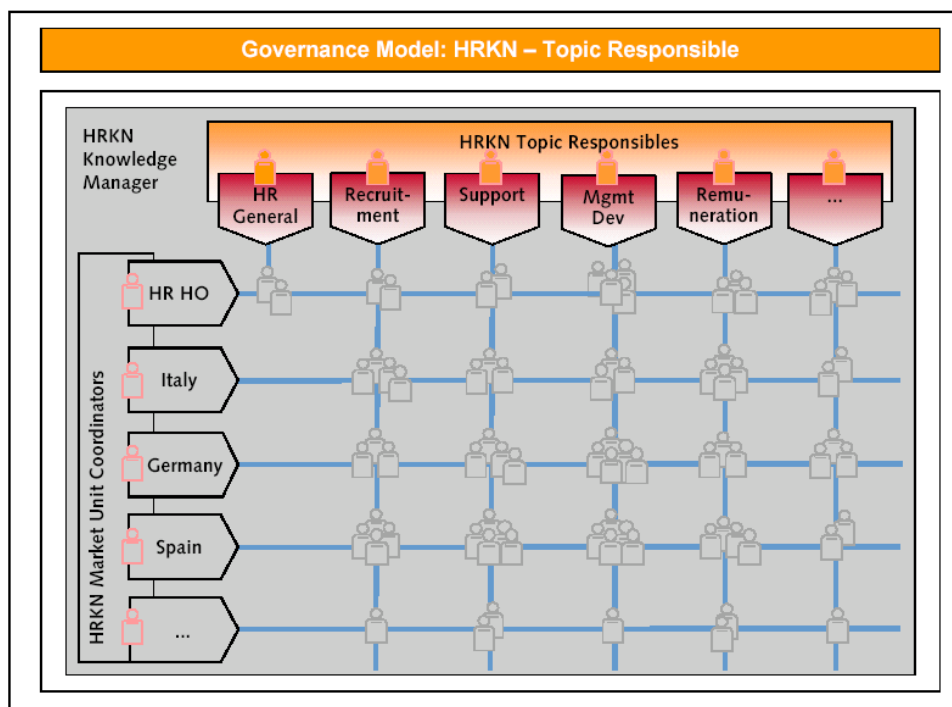 Governance Model: HRKN – Topic Responsible
HRKN
Knowledge
Manager
HRKN Topic Responsibles
HR
General
Recruit-
ment
Support
Mgmt
Dev
Remu-
neration
...
HRKN Market Unit Coordinators
HR HO
Italy
Germany
Spain
...